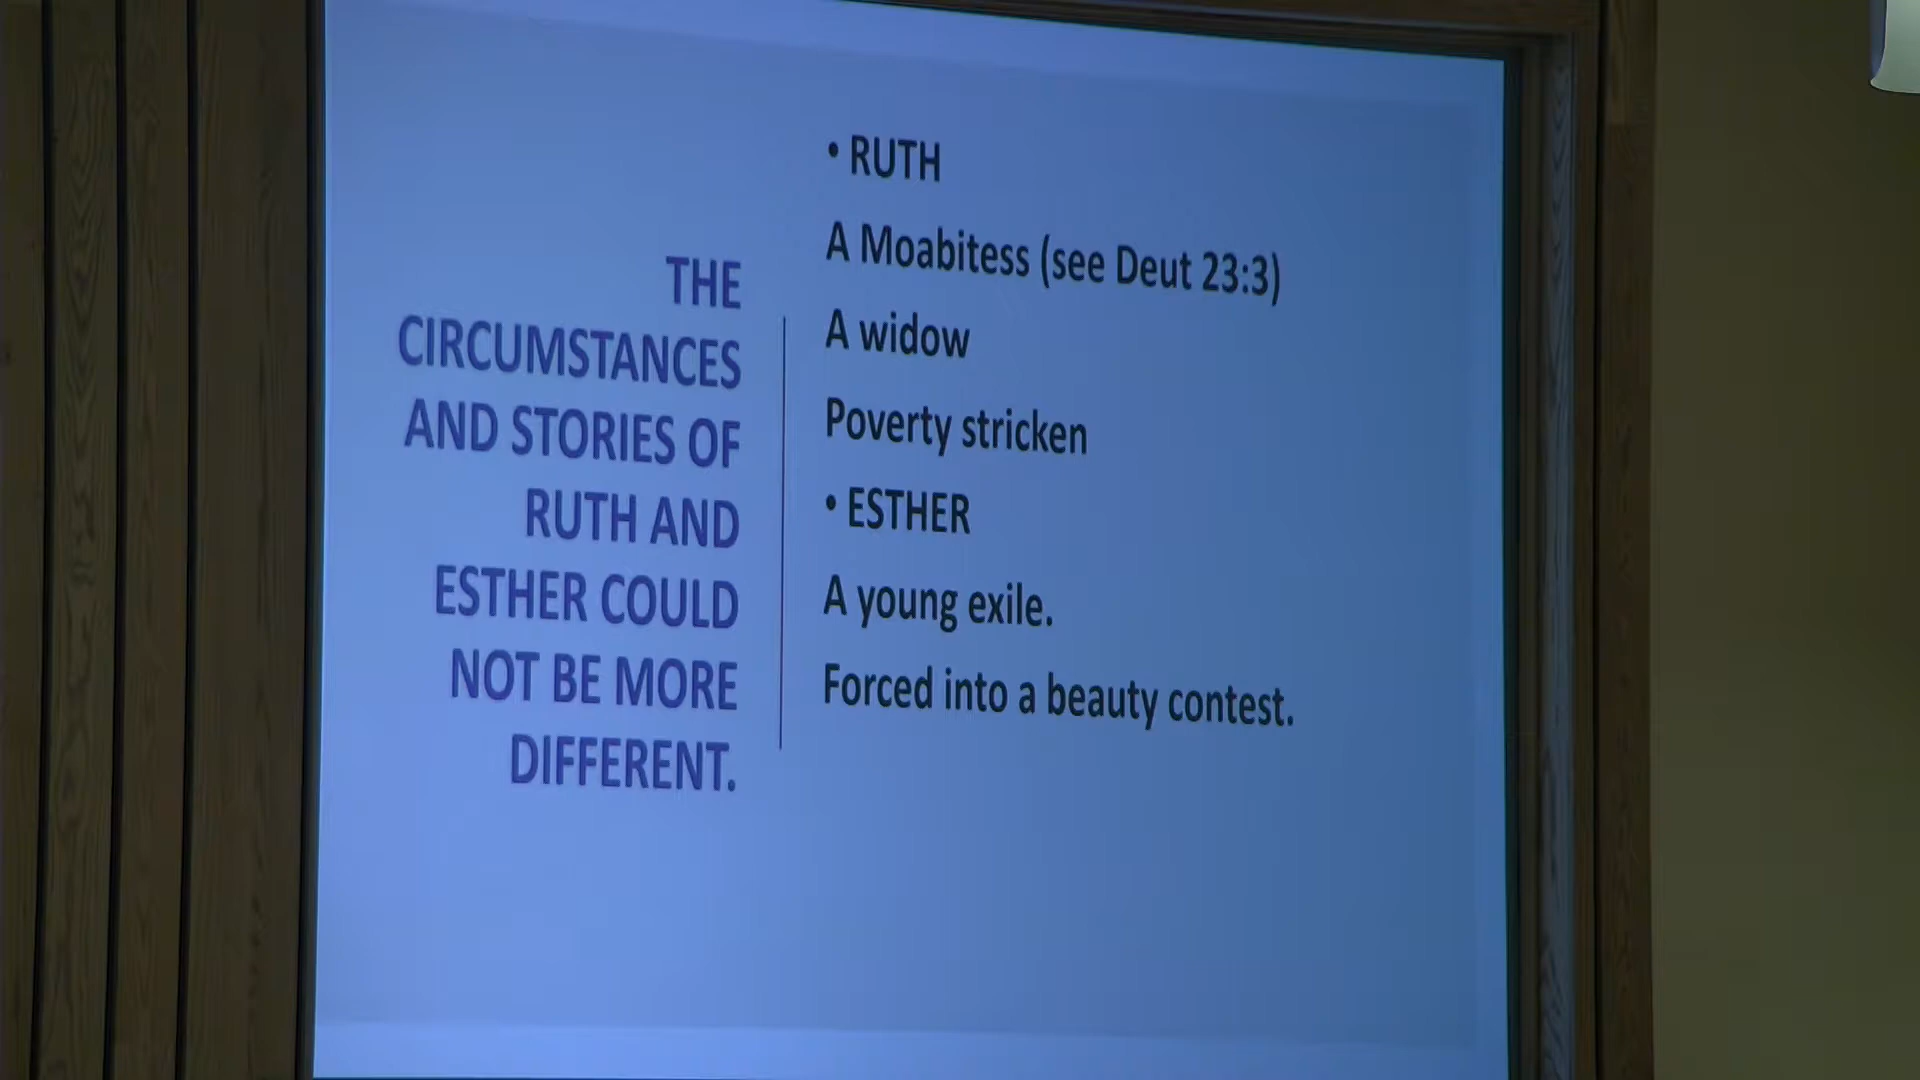 THE
CIRCUMSTANCES
AND STORIES OF
RUTH AND
ESTHER COULD
NOT BE MORE
DIFFERENT.
• RUTH
A Moabitess (see Deut 23:3)
A widow
Poverty stricken
• ESTHER
A young exile.
Forced into a beauty contest.